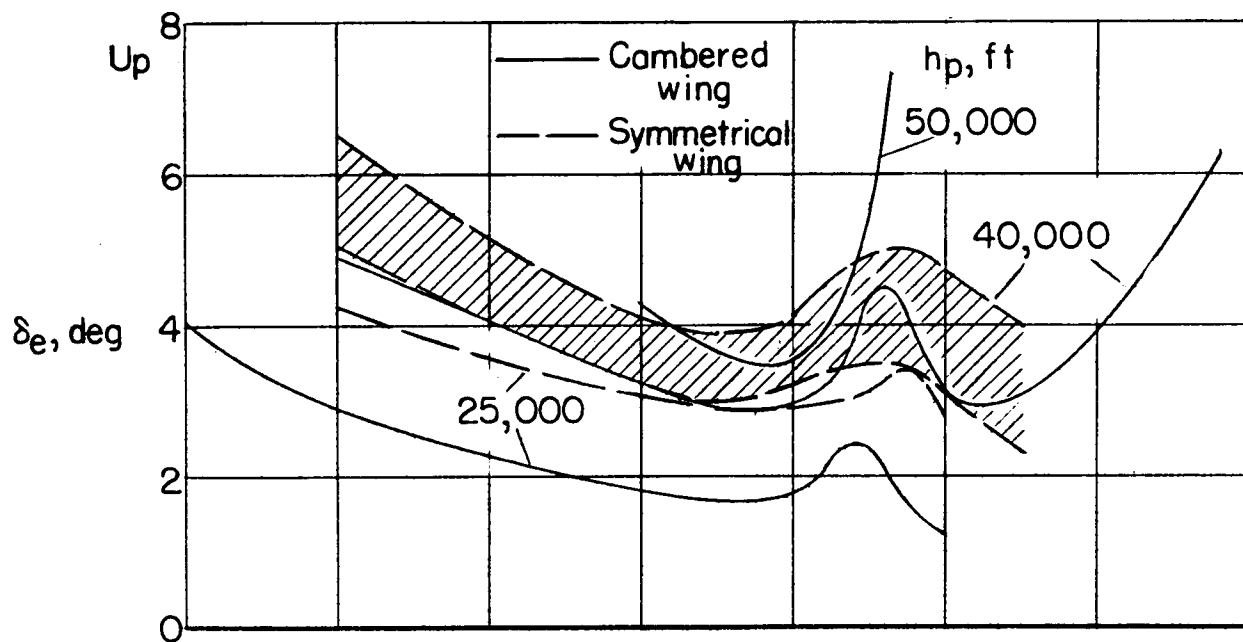 8
Up
Cambered
wing
Symmetrical
wing
hp, ft
50,000
6
40,000
4
δe, deg
25,000
2
0